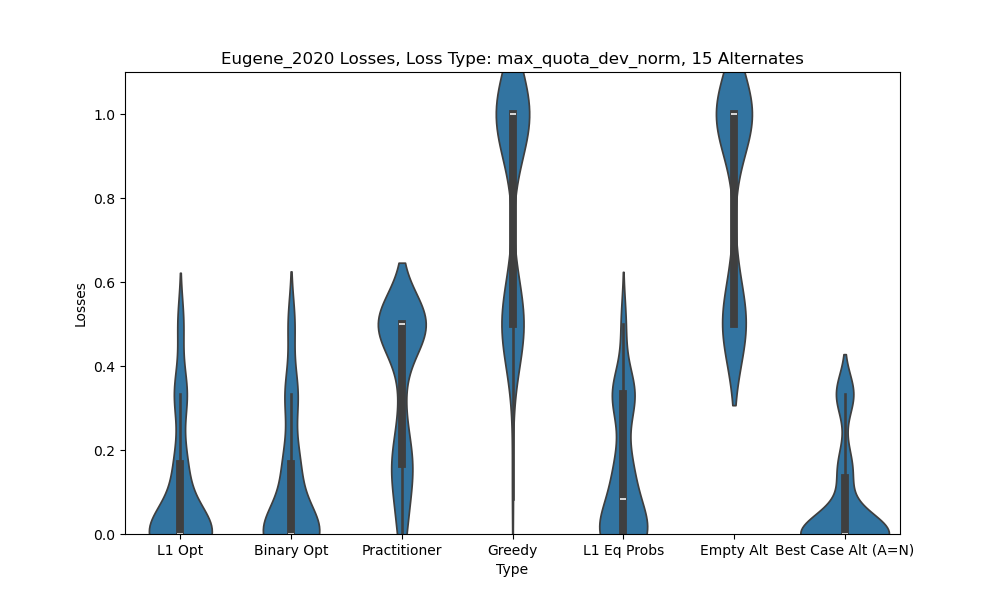 Eugene_2020 Losses, Loss Type: max_quota_dev_norm, 15 Alternates
Losses
1.0
0.8
0.6
0.4
0.2
0.0
L1 Opt
Binary Opt
Practitioner
Greedy
L1 Eq Probs
Empty Alt
Best Case Alt (A=N)
Type